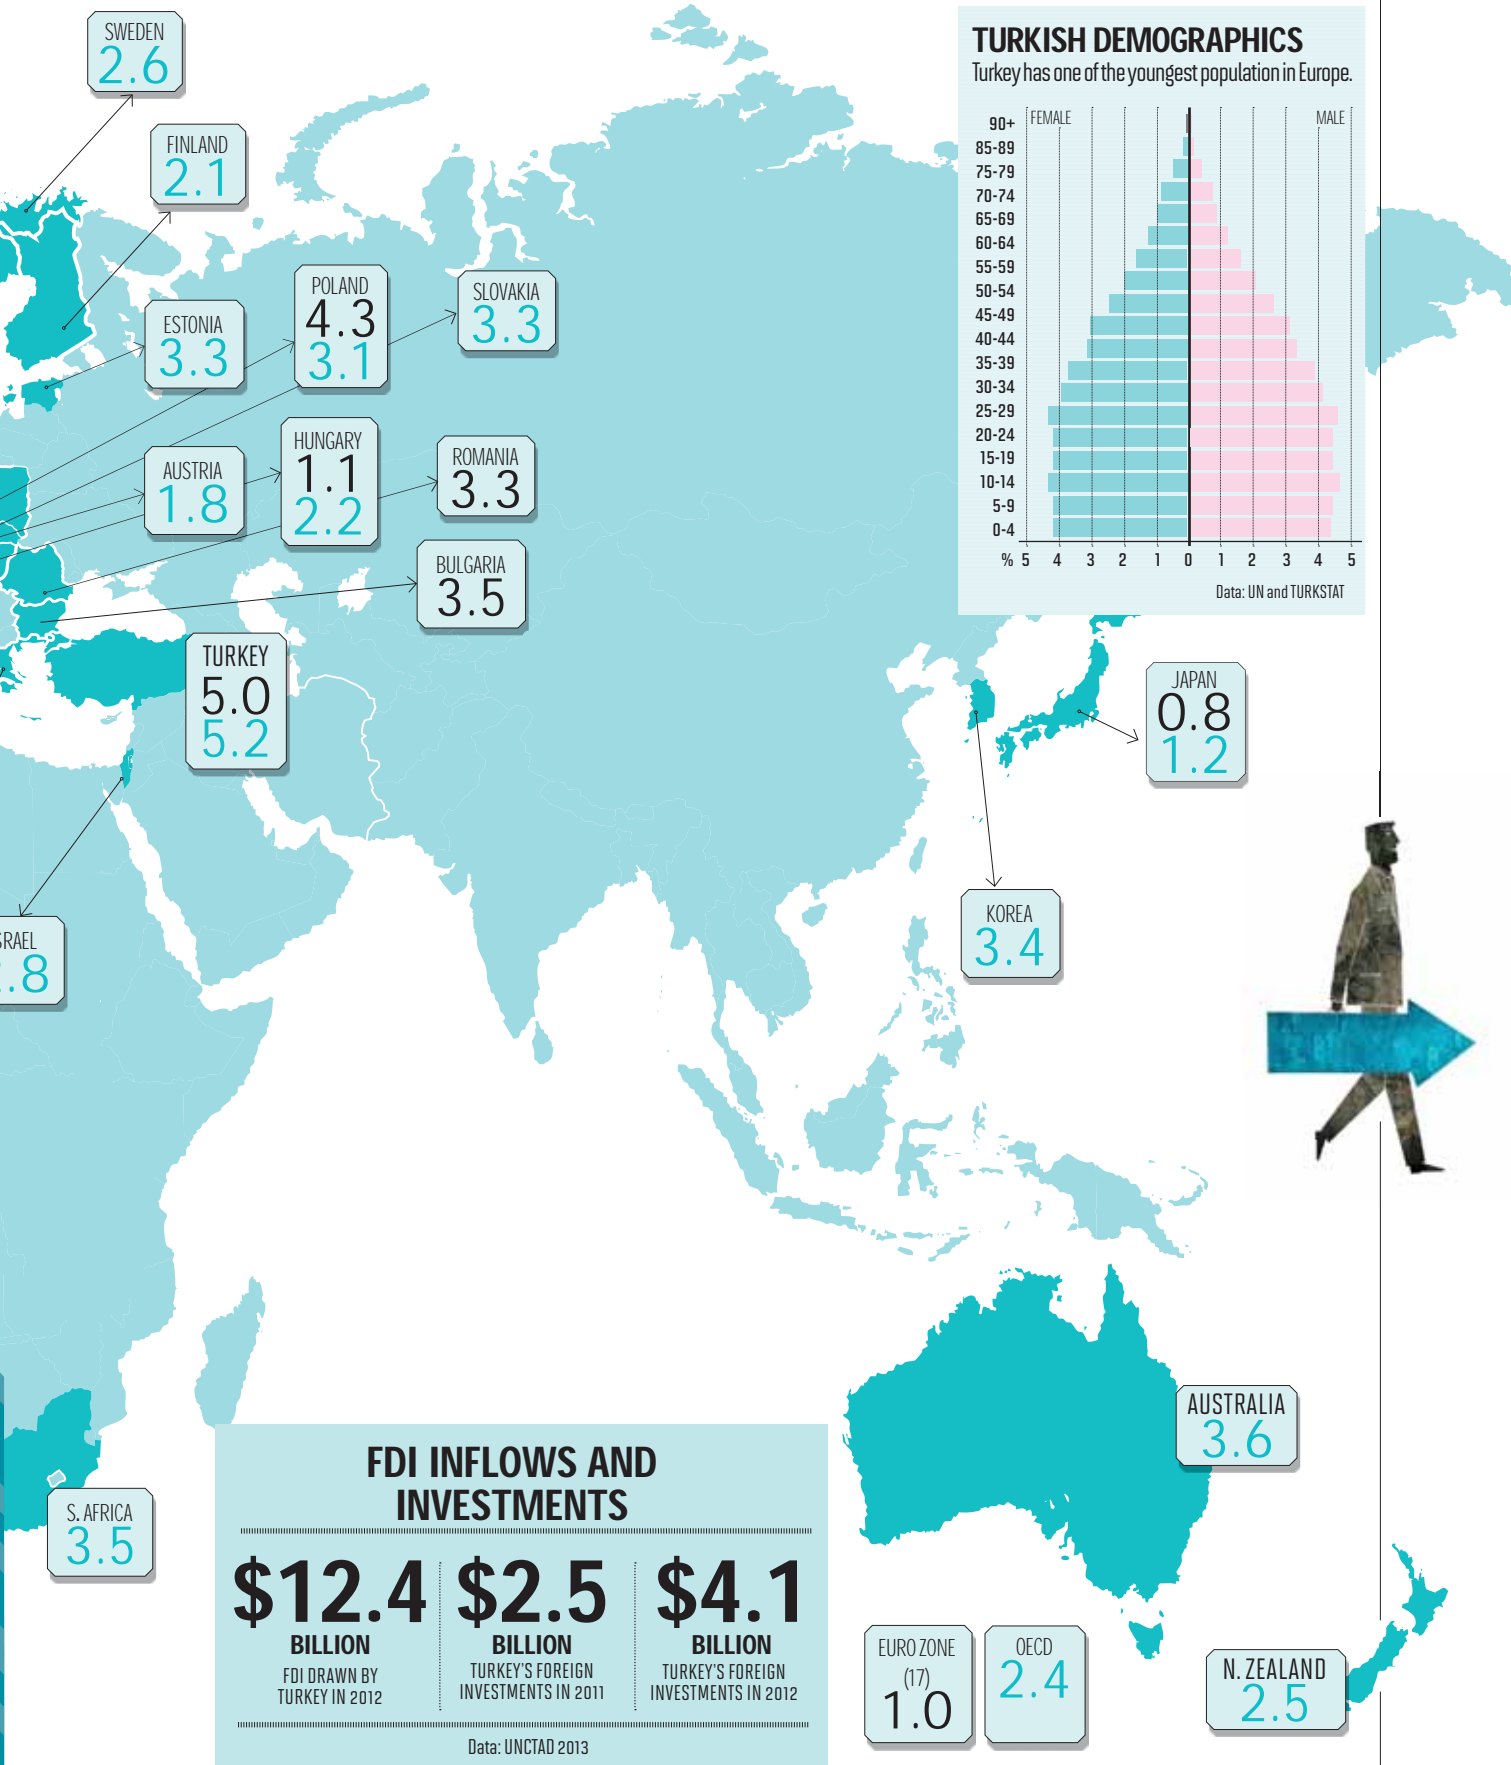 SWEDEN
2.6
FINLAND
2.1
ESTONIA
3.3
POLAND
4.3
3.1
SLOVAKIA
3.3
AUSTRIA
1.8
HUNGARY
1.1
2.2
ROMANIA
3.3
BULGARIA
3.5
TURKEY
5.0
5.2
SRAEL
.8
S. AFRICA
3.5
TURKISH DEMOGRAPHICS
Turkey has one of the youngest population in Europe.
FEMALE MALE
90+
85-89
75-79
70-74
65-69
60-64
55-59
50-54
45-49
40-44
35-39
30-34
25-29
20-24
15-19
10-14
5-9
0-4
% 5 4 3 2 1 0 1 2 3 4 5
Data: UN and TURKSTAT
JAPAN
0.8
1.2
KOREA
3.4
AUSTRALIA
3.6
FDI INFLOWS AND
INVESTMENTS
$12.4
BILLION
FDI DRAWN BY
TURKEY IN 2012
$2.5
BILLION
TURKEY'S FOREIGN
INVESTMENTS IN 2011
$4.1
BILLION
TURKEY'S FOREIGN
INVESTMENTS IN 2012
Data: UNCTAD 2013
EURO ZONE
(17)
1.0
OECD
2.4
N. ZEALAND
2.5